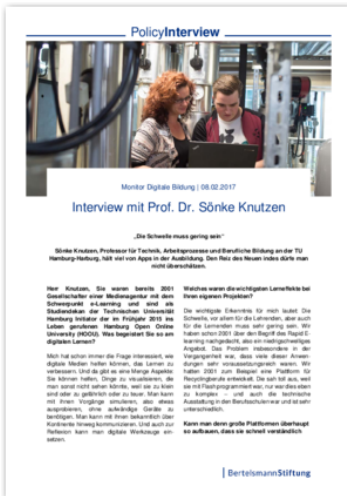 PolicyInterview
Monitor Digitale Bildung | 08.02.2017
Interview mit Prof. Dr. Sönke Knutzen
„Die Schwelle muss gering sein“
Sönke Knutzen, Professor für Technik, Arbeitsprozesse und Berufliche Bildung an der TU
Hamburg-Harburg, hält viel von Apps in der Ausbildung. Den Reiz des Neuen indes dürfe man
nicht überschätzen.
Herr Knutzen, Sie waren bereits 2001
Gesellschafter einer Medienagentur mit dem
Schwerpunkt e-Learning und sind als
Studiendekan der Technischen Universität
Hamburg Initiator der im Frühjahr 2015 ins
Leben gerufenen Hamburg Open Online
University (HOOU). Was begeistert Sie so am
digitalen Lernen?
Mich hat schon immer die Frage interessiert, wie
digitale Medien helfen können, das Lernen zu
verbessern. Und da gibt es eine Menge Aspekte:
Sie können helfen, Dinge zu visualisieren, die
man sonst nicht sehen könnte, weil sie zu klein
sind oder zu gefährlich oder zu teuer. Man kann
mit ihnen Vorgänge simulieren, also etwas
ausprobieren, ohne aufwändige Geräte zu
benötigen. Man kann mit ihnen bekanntlich über
Kontinente hinweg kommunizieren. Und auch zur
Reflexion kann man digitale Werkzeuge ein-
setzen.
Welches waren die wichtigsten Lerneffekte bei
Ihren eigenen Projekten?
Die wichtigste Erkenntnis für mich lautet: Die
Schwelle, vor allem für die Lehrenden, aber auch
für die Lernenden muss sehr gering sein. Wir
haben schon 2001 über den Begriff des Rapid E-
learning nachgedacht, also ein niedrigschwelliges
Angebot. Das Problem insbesondere in der
Vergangenheit war, dass viele dieser Anwen-
dungen sehr voraussetzungsreich waren. Wir
hatten 2001 zum Beispiel eine Plattform für
Recyclingberufe entwickelt. Die sah toll aus, weil
sie mit Flash programmiert war, nur war dies eben
zu komplex – und auch die technische
Ausstattung in den Berufsschulen war und ist sehr
unterschiedlich.
Kann man denn große Plattformen überhaupt
so aufbauen, dass sie schnell verständlich
BertelsmannStiftung